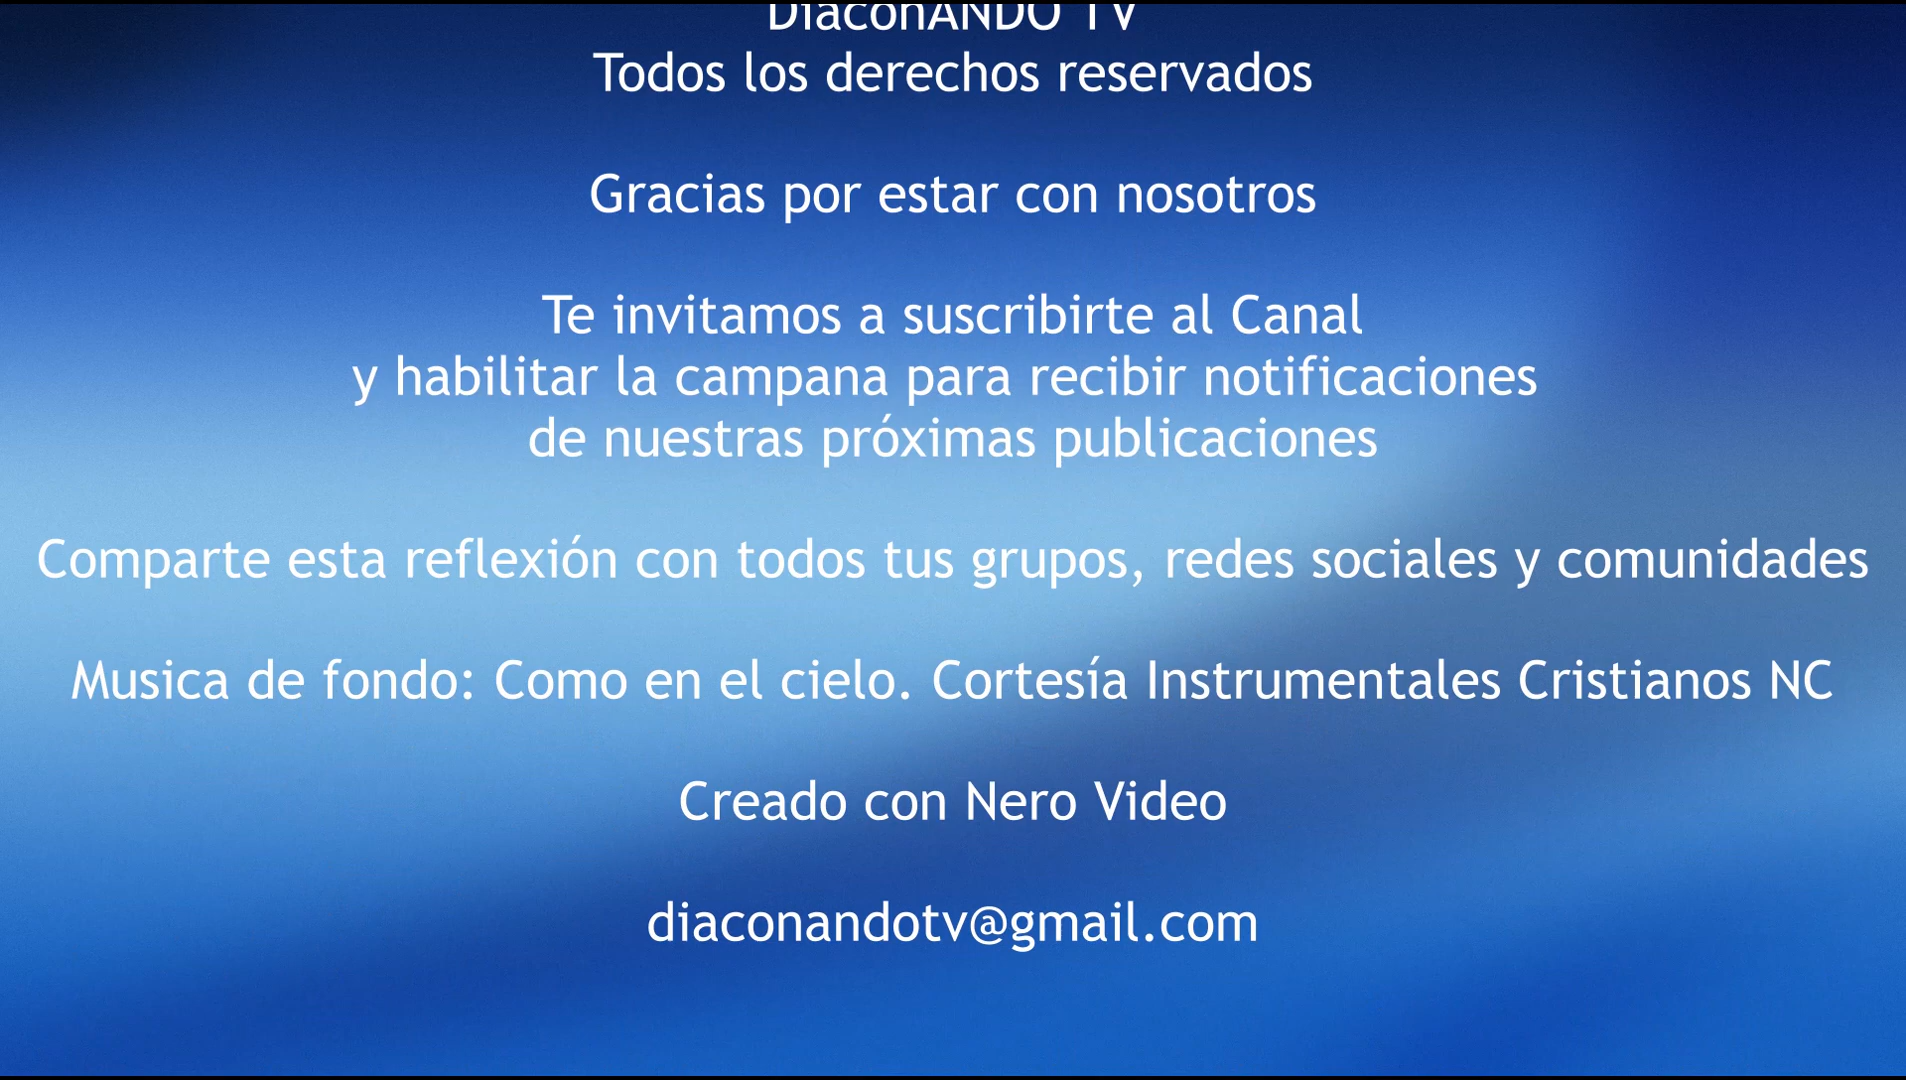 DiaconANDO TV
Todos los derechos reservados
Gracias por estar con nosotros
Te invitamos a suscribirte al Canal
y habilitar la campana para recibir notificaciones
de nuestras próximas publicaciones
Comparte esta reflexión con todos tus grupos, redes sociales y comunidades
Musica de fondo: Como en el cielo. Cortesía Instrumentales Cristianos NC
Creado con Nero Video
diaconandotv@gmail.com